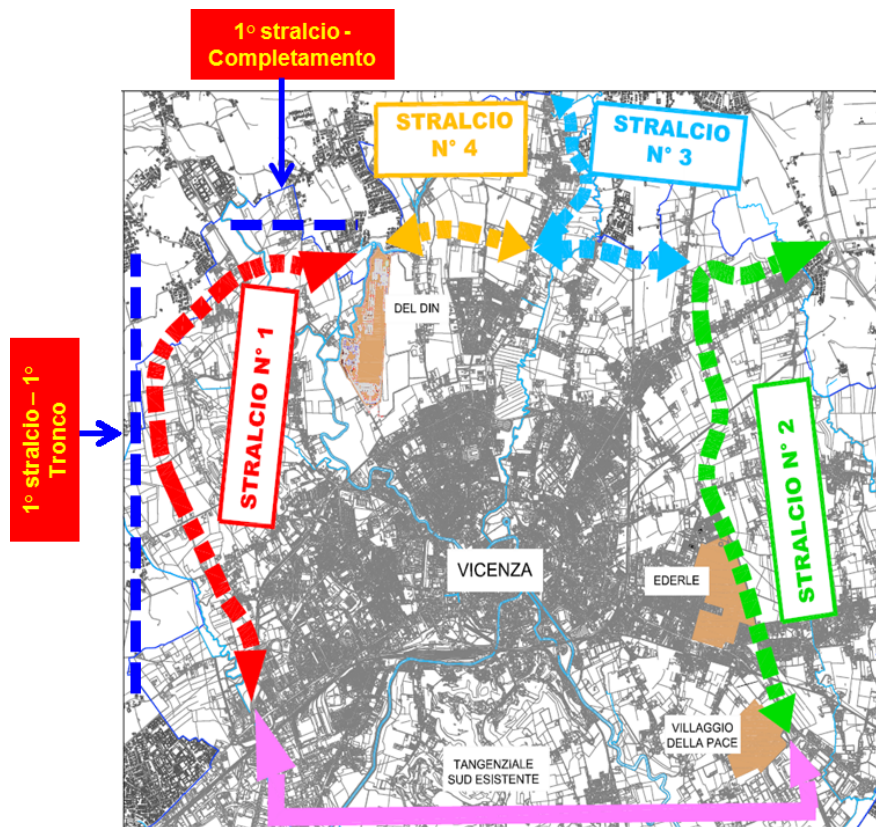 1° stralcio -
Completamento
STRALCIO
N° 4
STRALCIO
N° 3
DEL DIN
1° stralcio – 1°
Tronco
STRALCIO N° 1
STRALCIO N° 2
VICENZA
EDERLE
VILLAGGIO
DELLA PACE
TANGENZIALE
SUD ESISTENTE